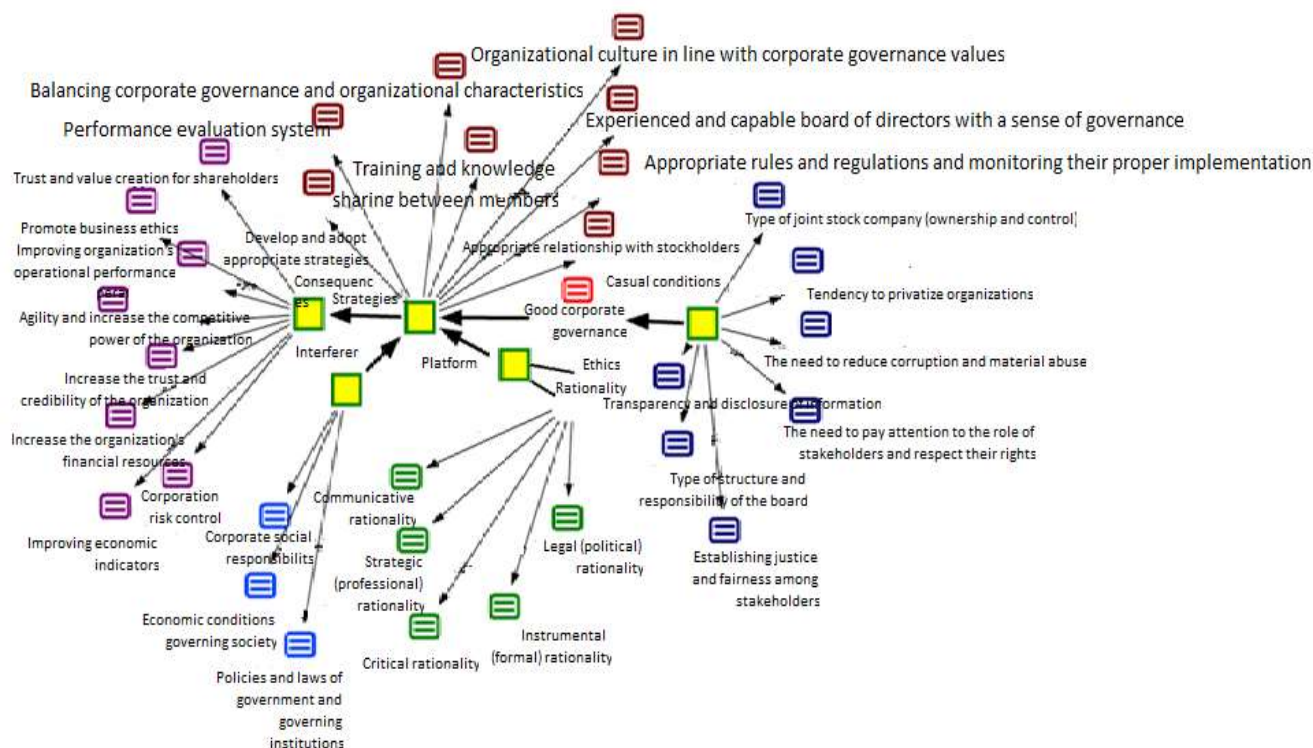 Organizational culture in line with corporate governance values
Balancing corporate governance and organizational characteristics
Experienced and capable board of directors with a sense of governance
Performance evaluation system
Appropriate rules and regulations and monitoring their proper implementation
Training and knowledge
sharing between members
Trust and value creation for shareholders
Type of joint stock company (ownership and control)
Promote business ethics
Improving organization's
operational performance
Develop and adopt
appropriate strategies
Appropriate relationship with stockholders
Consequenc
es
Strategies
Casual conditions
Tendency to privatize organizations
Agility and increase the competitive
power of the organization
Good corporate
governance
Interferer
Platform
Ethics
Rationality
The need to reduce corruption and material abuse
Increase the trust and
credibility of the organization
Transparency and disclosure of information
The need to pay attention to the role of
stakeholders and respect their rights
Increase the organization's
financial resources
Type of structure and
responsibility of the board
Corporation
risk control
Communicative
rationality
Improving economic
indicators
Corporate social
responsibilits
Strategic
(professional)
rationality
Legal (political)
rationality
Establishing justice
and fairness among
stakeholders
Economic conditions
governing society
Critical rationality
Instrumental
(formal) rationality
Policies and laws of
government and
governing
institutions